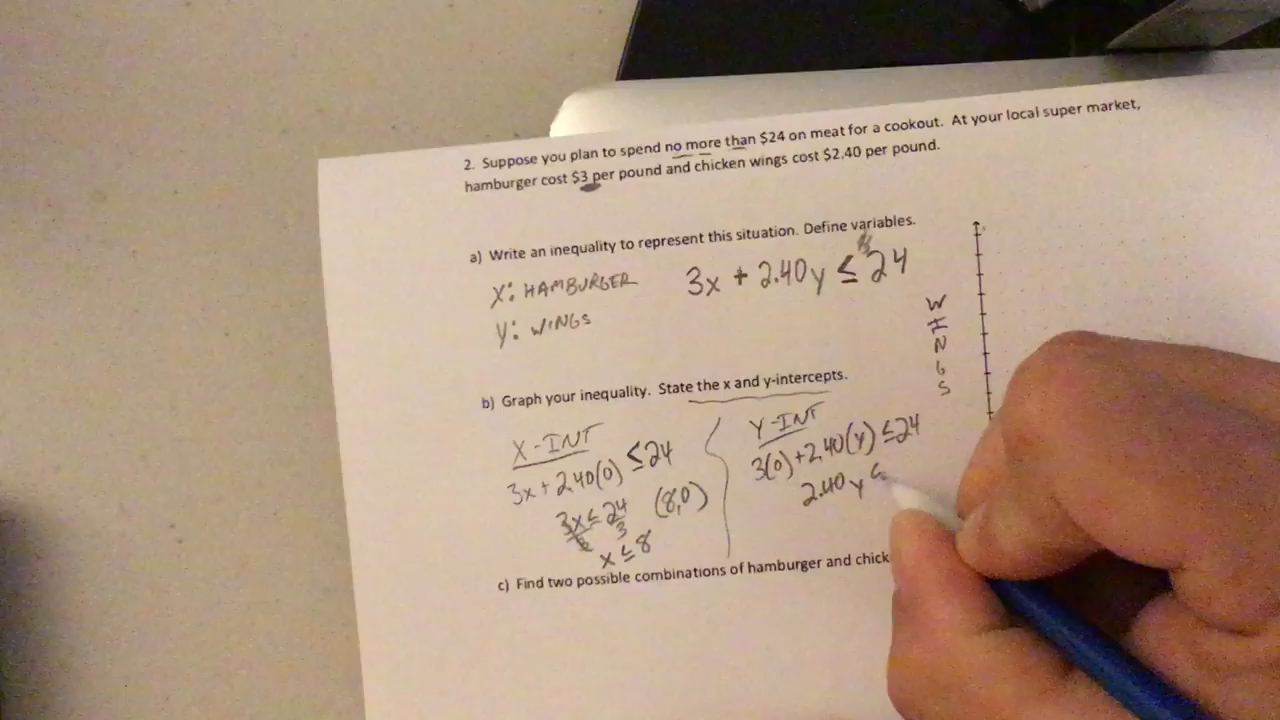 2. Suppose you plan to spend no more than $24 on meat for a cookout. At your local super market,
hamburger cost $3 per pound and chicken wings cost $2.40 per pound.
a) Write an inequality to represent this situation. Define variables.
X: HAMBURGER
3x + 2.40y ≤ 24
Y: WINGS
WINGS
b) Graph your inequality. State the x and y-intercepts.
X-INT
3x + 2.40(0) ≤ 24
3x ≤ 24
3
(8,0)
x ≤ 8
Y-INT
3(0) + 2.40(y) ≤ 24
2.40 y
c) Find two possible combinations of hamburger and chick